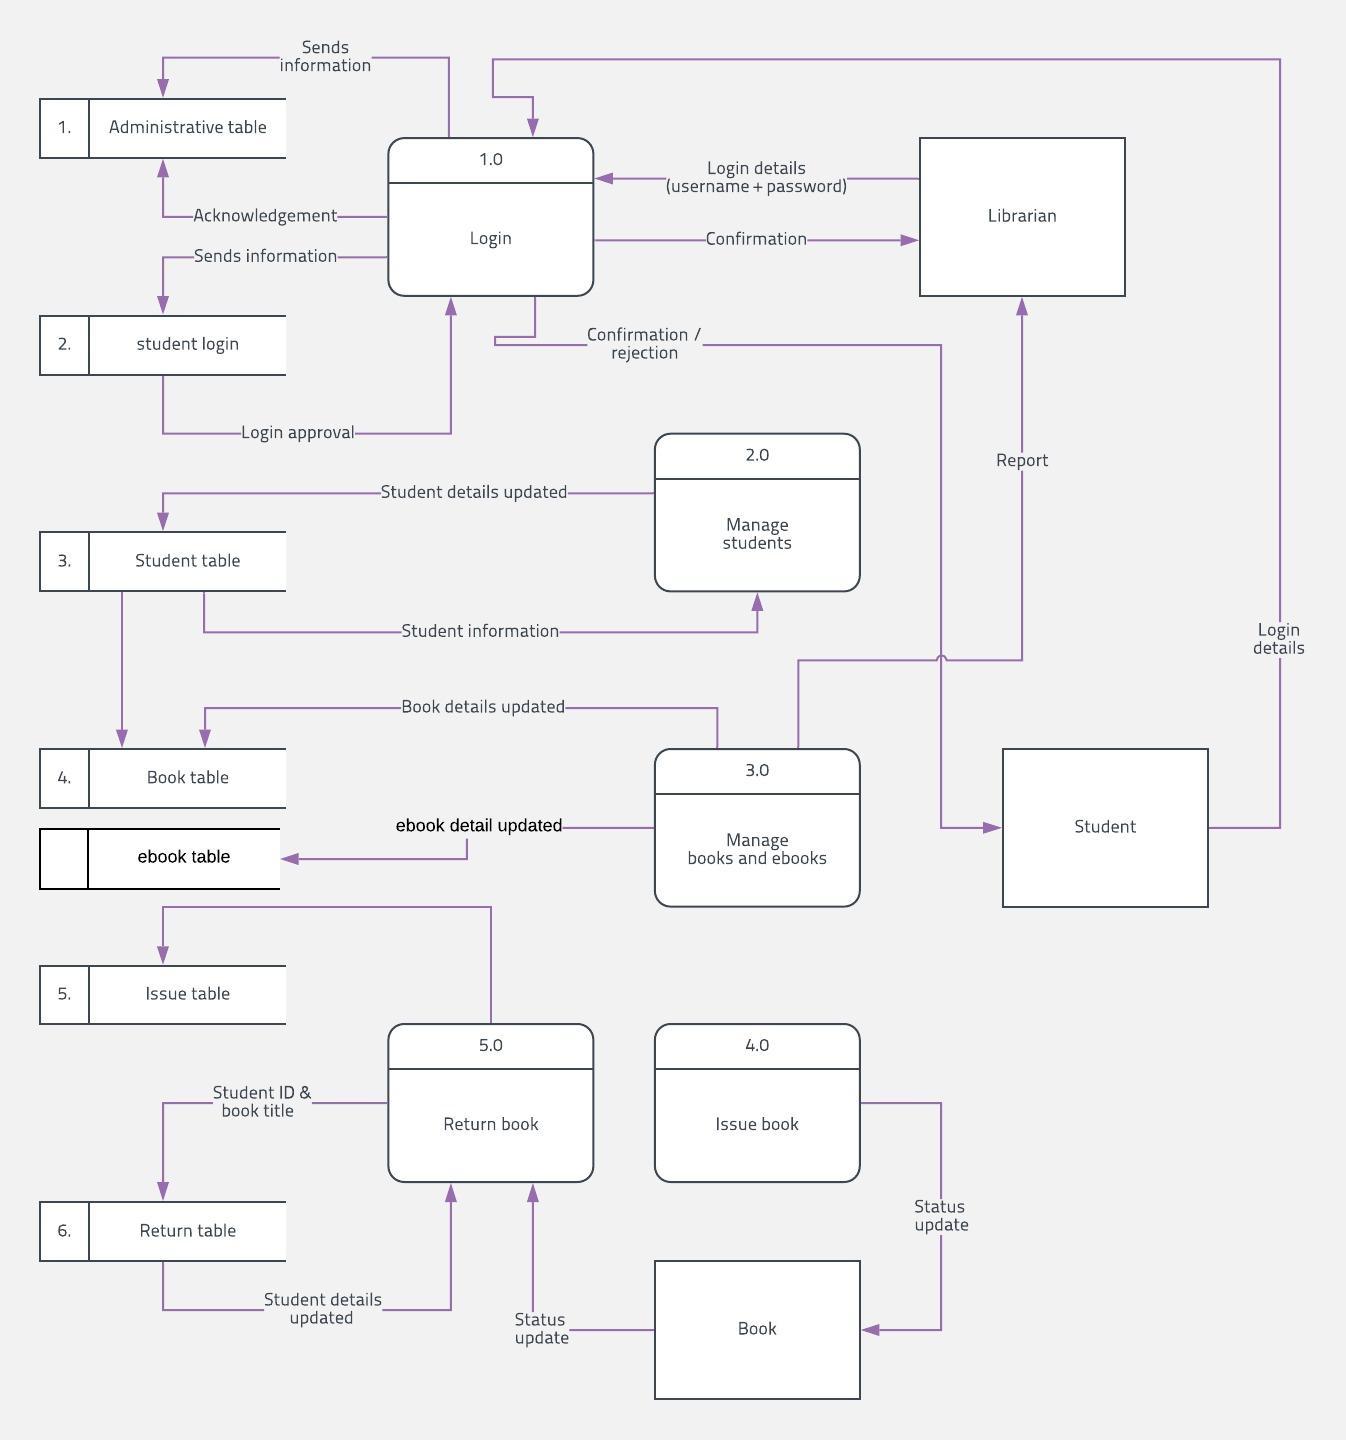 Sends
information
1.
Administrative table
1.0
Login details
(username + password)
Librarian
Acknowledgement
Login
Confirmation
Sends information
2.
student login
Confirmation /
rejection
Login approval
2.0
Report
Student details updated
Manage
students
3.
Student table
Student information
Login
details
Book details updated
4.
Book table
3.0
ebook detail updated
Manage
books and ebooks
Student
ebook table
5.
Issue table
5.0
4.0
Student ID &
book title
Return book
Issue book
Status
update
6.
Return table
Student details
updated
Status
update
Book